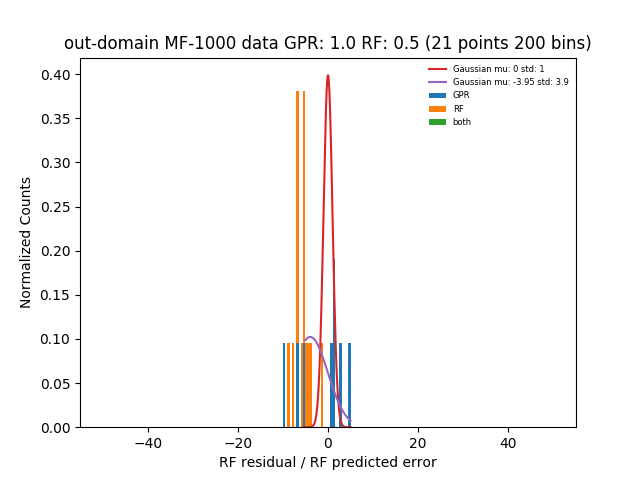 out-domain MF-1000 data GPR: 1.0 RF: 0.5 (21 points 200 bins)
Gaussian mu: 0 std: 1
Gaussian mu: -3.95 std: 3.9
GPR
RF
both
Normalized Counts
0.40
0.35
0.30
0.25
0.20
0.15
0.10
0.05
0.00
−40
−20
0
20
40
RF residual / RF predicted error